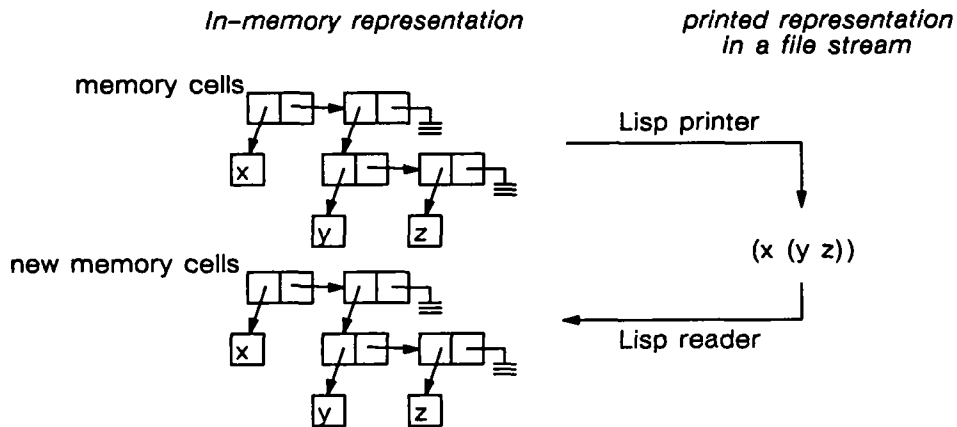 In-memory representation
printed representation
in a file stream
memory cells
Lisp printer
x
y
z
(x (y z))
new memory cells
x
Lisp reader
y
z